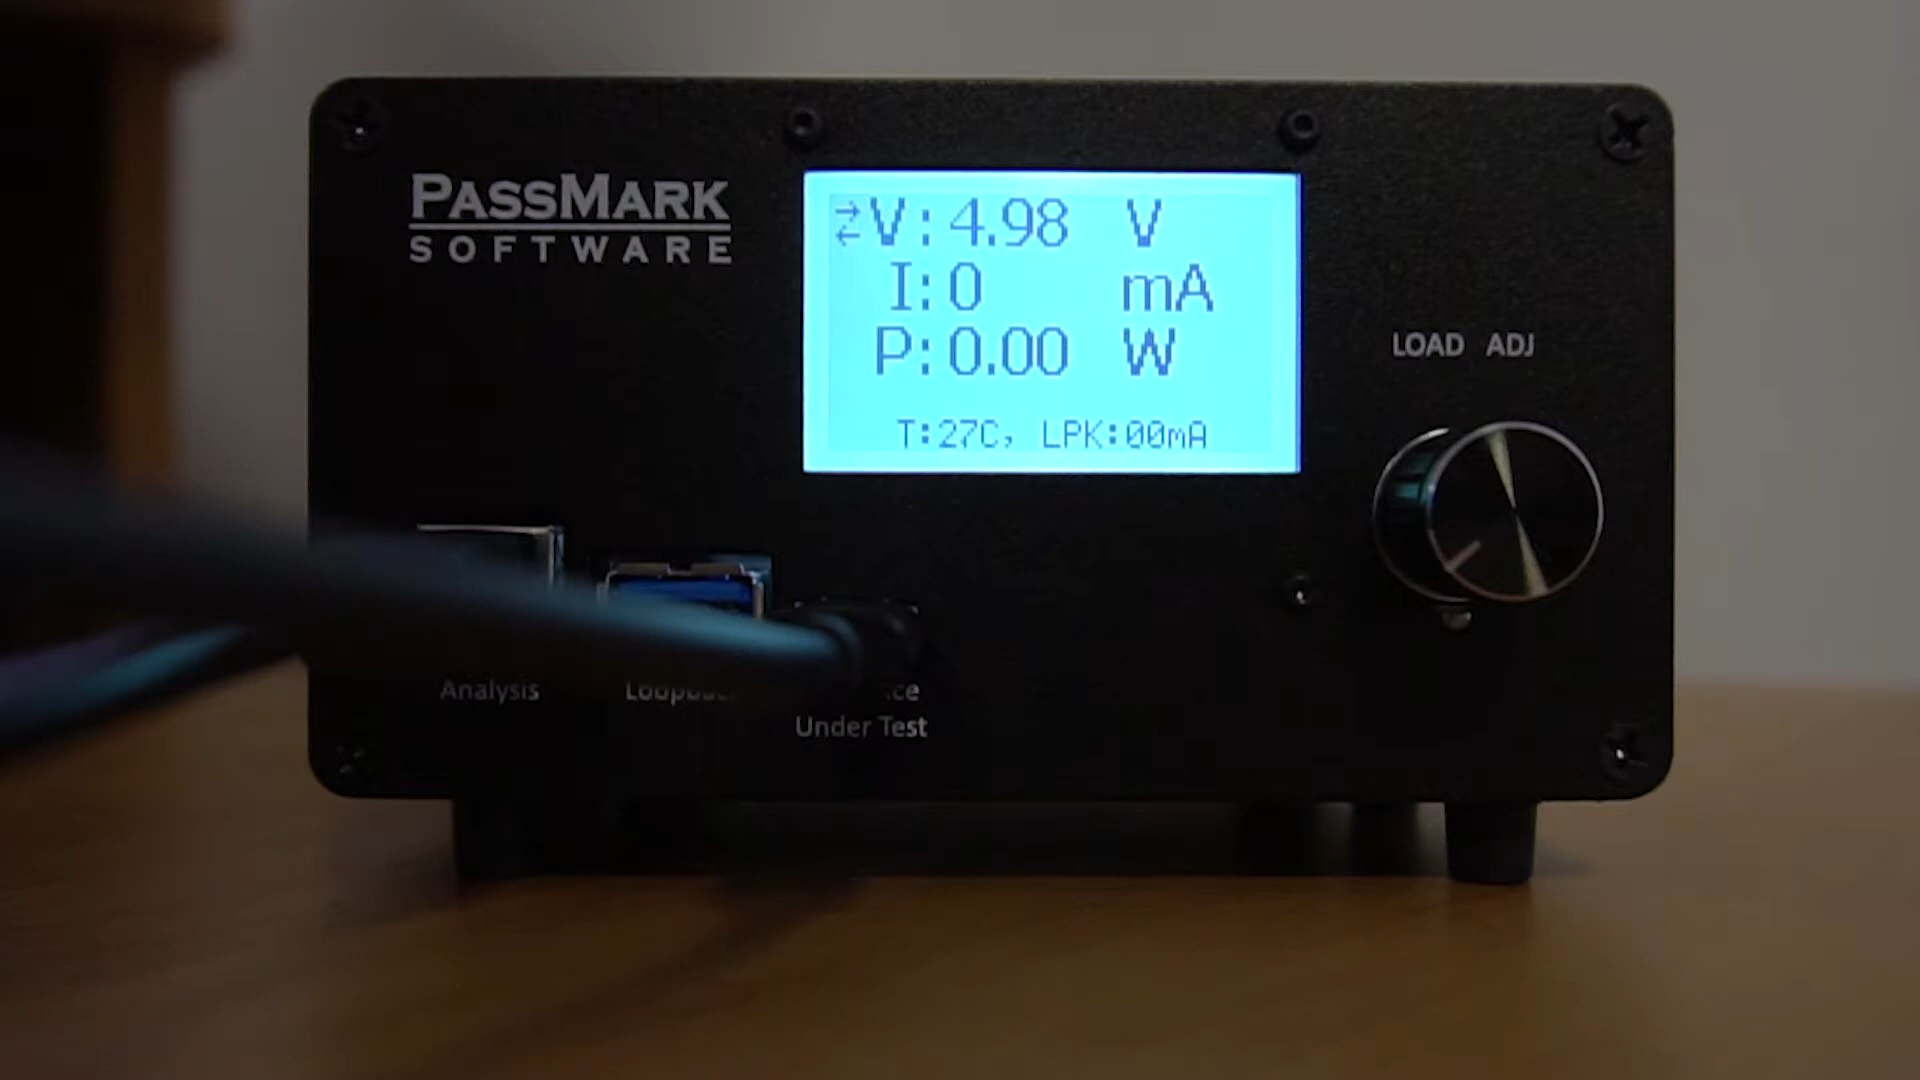 PASSMARK
SOFTWARE
⇄V: 4.98 V
I: 0 mA
P: 0.00 W
T:27C, LPK:00mA
LOAD ADJ
Analysis
Under Test